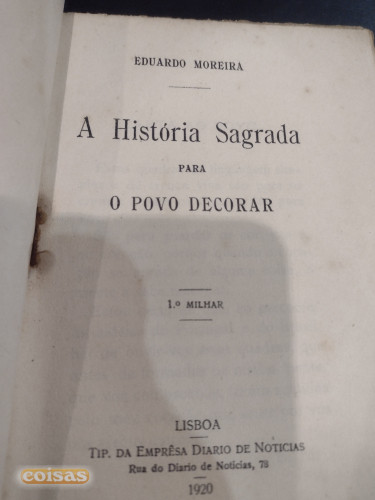 EDUARDO MOREIRA
A História Sagrada
PARA
O POVO DECORAR
1.º MILHAR
LISBOA
TIP. DA EMPRÊSA DIARIO DE NOTICIAS
Rua do Diario de Noticias, 78
1920
coisas